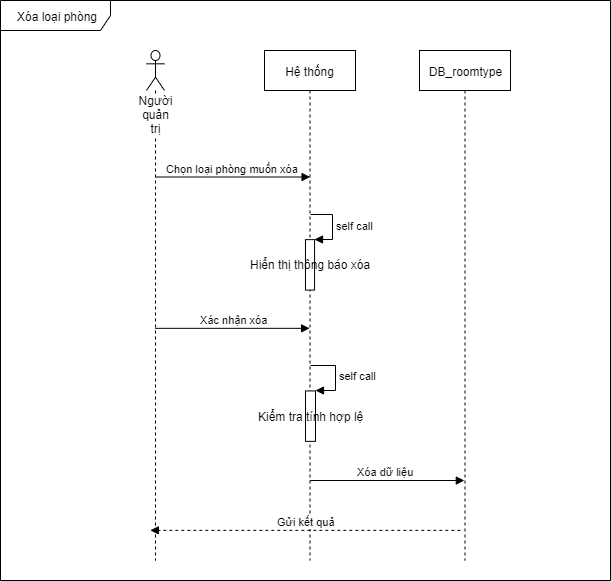 Xóa loại phòng
Hệ thống
DB_roomtype
Người
quản
trị
Chọn loại phòng muốn xóa
self call
Hiển thị thông báo xóa
Xác nhận xóa
self call
Kiểm tra tính hợp lệ
Xóa dữ liệu
Gửi kết quả